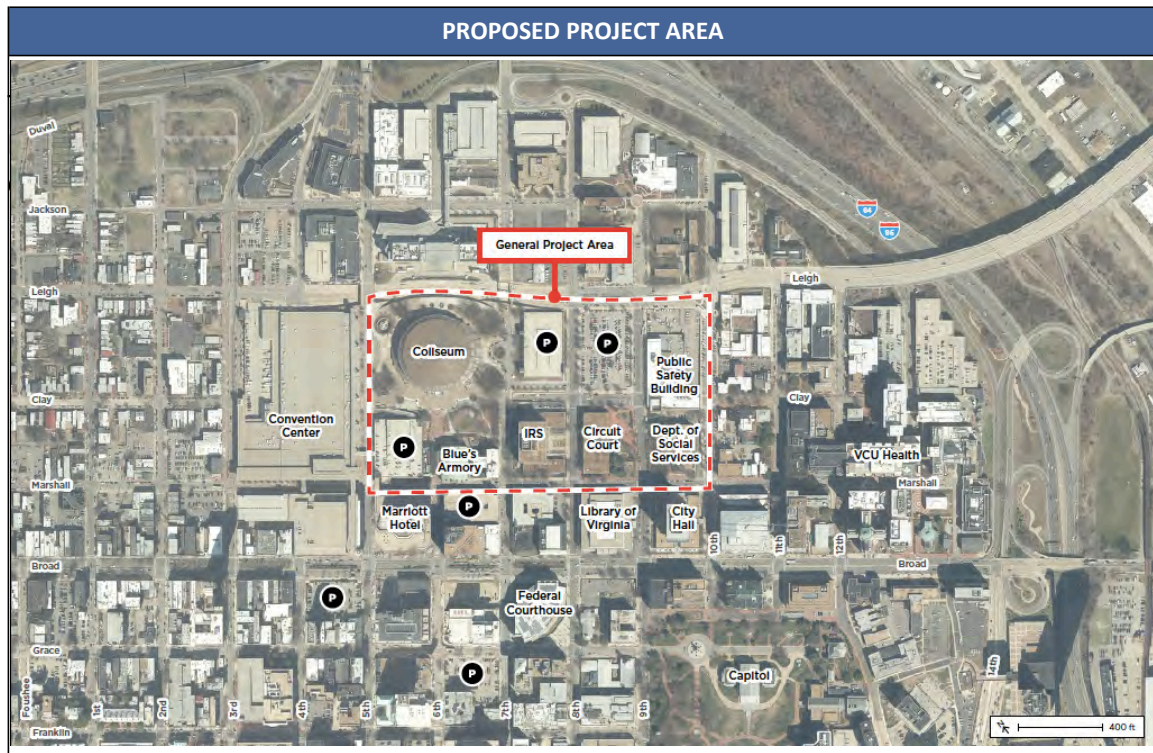 PROPOSED PROJECT AREA
Duval
Jackson
General Project Area
64
95
Leigh
Leigh
Coliseum
P
P
Public
Safety
Building
Clay
Clay
Convention
Center
P
Blue's
Armory
IRS
Circuit
Court
Dept. of
Social
Services
VCU Health
Marshall
Marshall
Marriott
Hotel
P
Library of
Virginia
City
Hall
10th
11th
12th
Broad
Broad
P
Federal
Courthouse
Grace
P
Capitol
14th
Foushee
1st
2nd
3rd
4th
5th
6th
7th
8th
9th
Franklin
400 ft